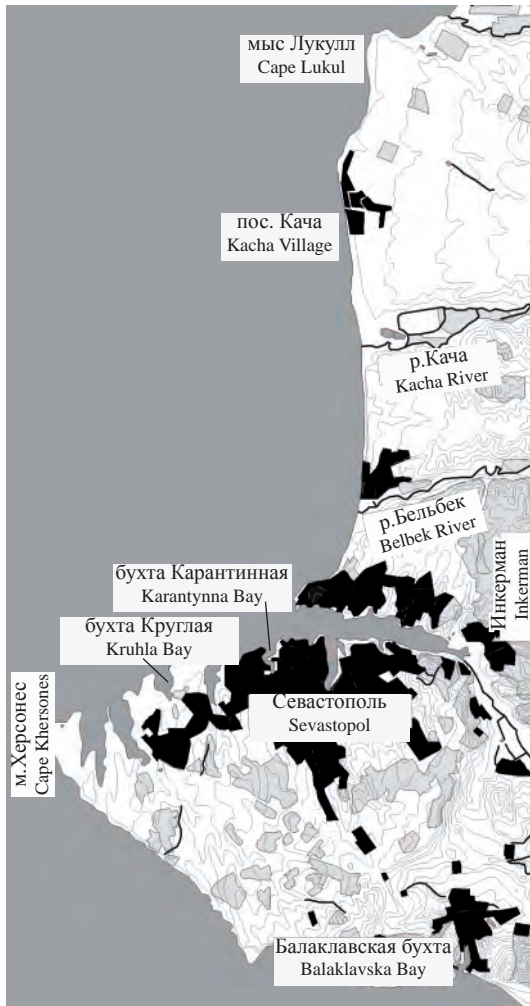 мыс Лукулл
Cape Lukul
пос. Кача
Kacha Village
р.Кача
Kacha River
р.Бельбек
Belbek River
бухта Карантинная
Karantynna Bay
Инкерман
Inkerman
бухта Круглая
Kruhla Bay
м.Херсонес
Cape Khersones
Севастополь
Sevastopol
Балаклавская бухта
Balaklavska Bay